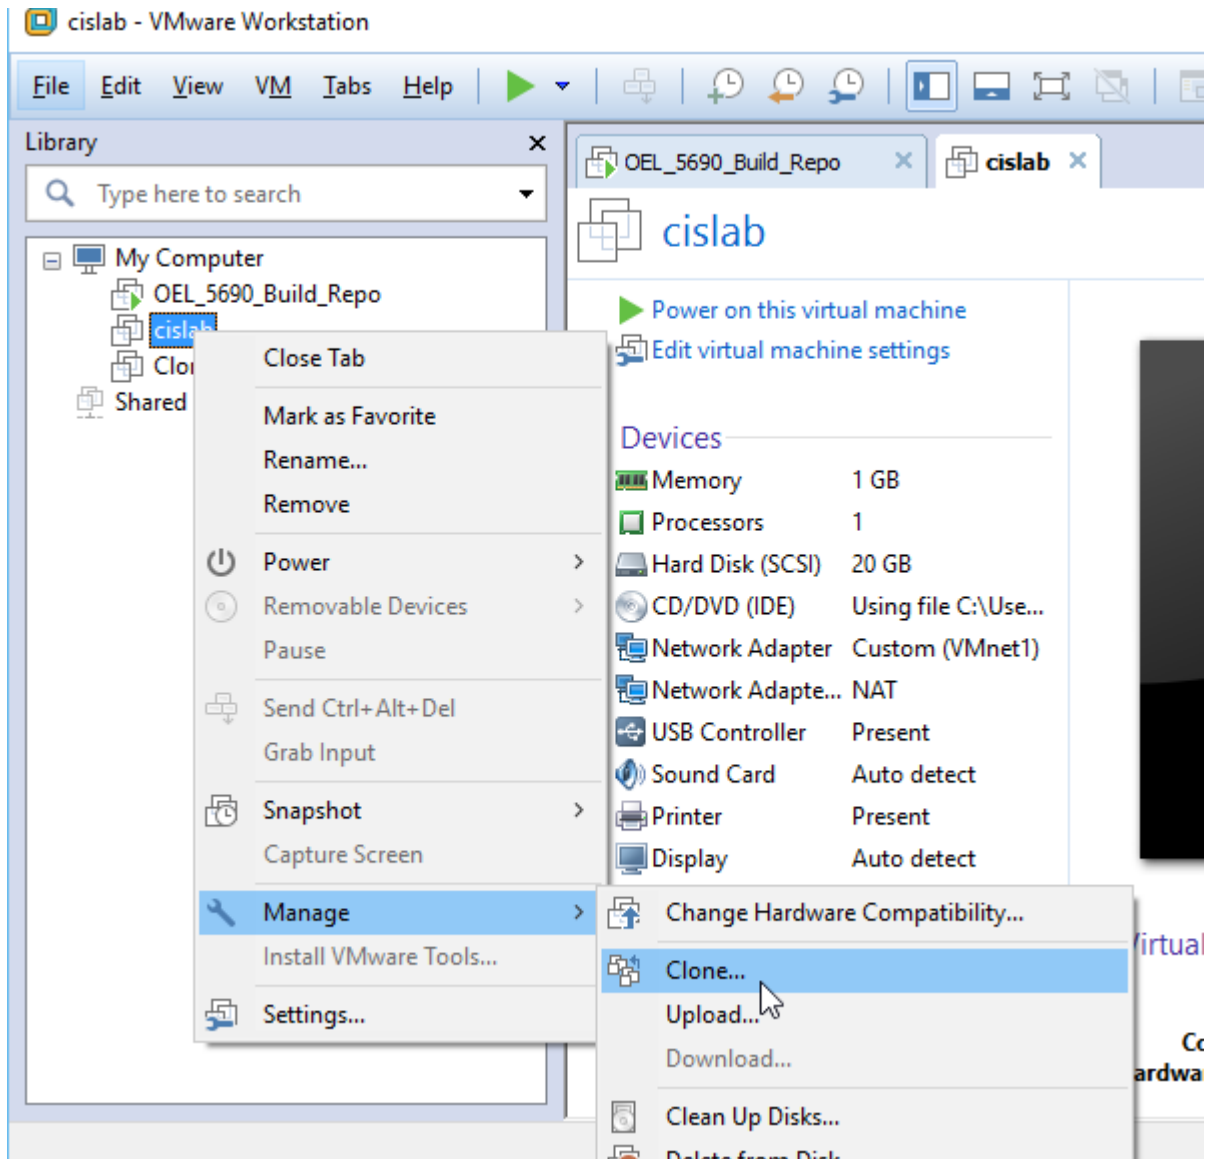 cislab - VMware Workstation
File Edit View VM Tabs Help
Library
Type here to search
My Computer
OEL_5690_Build_Repo
cislab
Shared
Close Tab
Mark as Favorite
Rename...
Remove
Power
Removable Devices
Pause
Send Ctrl+Alt+Del
Grab Input
Snapshot
Capture Screen
Manage
Install VMware Tools...
Settings...
OEL_5690_Build_Repo
cislab
cislab
Power on this virtual machine
Edit virtual machine settings
Devices
Memory 1 GB
Processors 1
Hard Disk (SCSI) 20 GB
CD/DVD (IDE) Using file C:\Use...
Network Adapter Custom (VMnet1)
Network Adapte... NAT
USB Controller Present
Sound Card Auto detect
Printer Present
Display Auto detect
Change Hardware Compatibility...
Clone...
Upload...
Download...
Clean Up Disks...
Delete from Disk